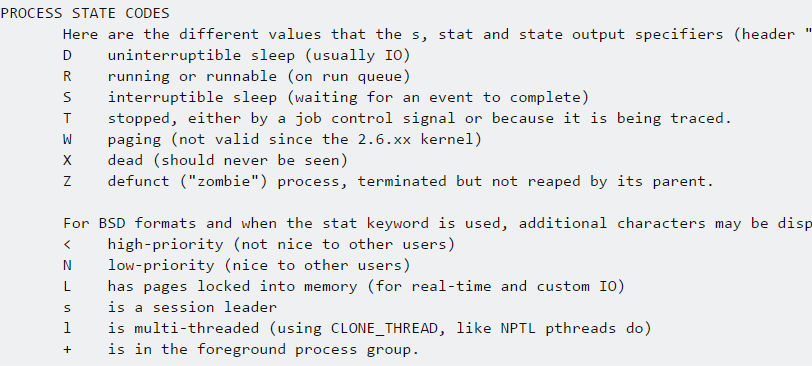 PROCESS STATE CODES
Here are the different values that the s, stat and state output specifiers (header "
D uninterruptible sleep (usually IO)
R running or runnable (on run queue)
S interruptible sleep (waiting for an event to complete)
T stopped, either by a job control signal or because it is being traced.
W paging (not valid since the 2.6.xx kernel)
X dead (should never be seen)
Z defunct ("zombie") process, terminated but not reaped by its parent.
For BSD formats and when the stat keyword is used, additional characters may be disp
< high-priority (not nice to other users)
N low-priority (nice to other users)
L has pages locked into memory (for real-time and custom IO)
s is a session leader
l is multi-threaded (using CLONE_THREAD, like NPTL pthreads do)
+ is in the foreground process group.